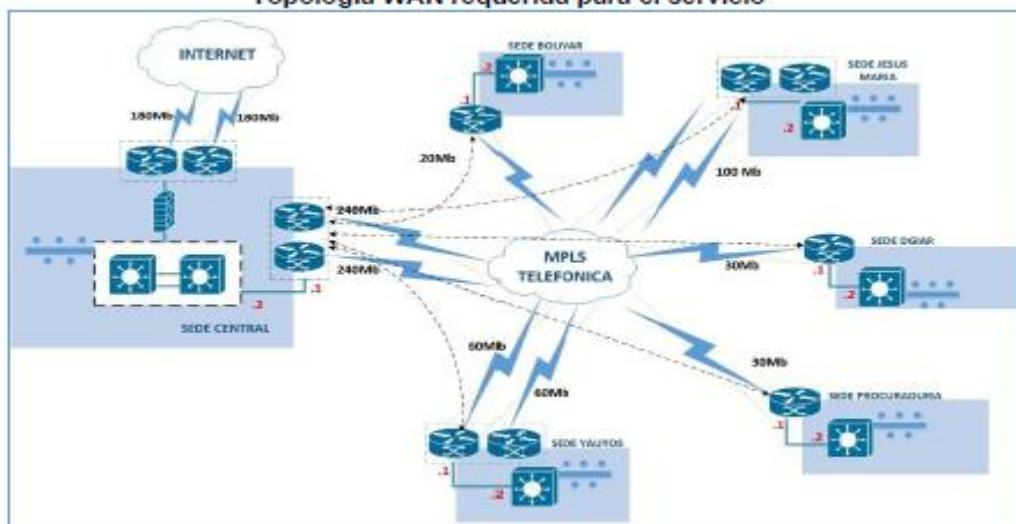 Topología WAN requerida para el servicio
INTERNET
180Mb
180Mb
SEDE BOLIVAR
.2
.1
20Mb
SEDE JESUS
MARIA
.1
.2
100 Mb
240Mb
240Mb
.1
.2
SEDE CENTRAL
MPLS
TELEFONICA
30Mb
SEDE DGIAR
.1
.2
60Mb
60Mb
30Mb
SEDE PROCURADURIA
.1
.2
SEDE YAUYOS
.1
.2